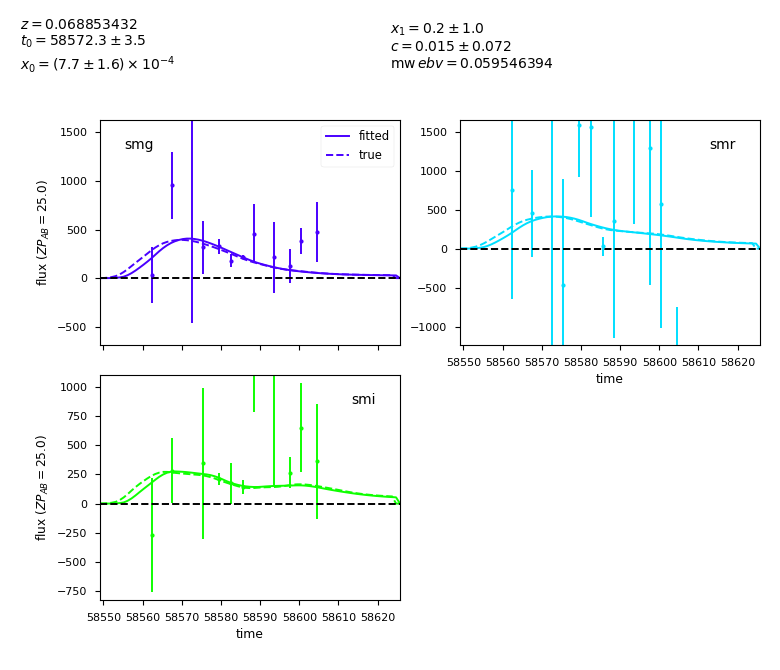 z = 0.068853432
t₀ = 58572.3 ± 3.5
x₀ = (7.7 ± 1.6) × 10⁻⁴
x₁ = 0.2 ± 1.0
c = 0.015 ± 0.072
mw ebv = 0.059546394
smg
fitted
true
flux (ZP_AB = 25.0)
1500
1000
500
0
−500
smr
1500
1000
500
0
−500
−1000
58550 58560 58570 58580 58590 58600 58610 58620
time
smi
flux (ZP_AB = 25.0)
1000
750
500
250
0
−250
−500
−750
58550 58560 58570 58580 58590 58600 58610 58620
time